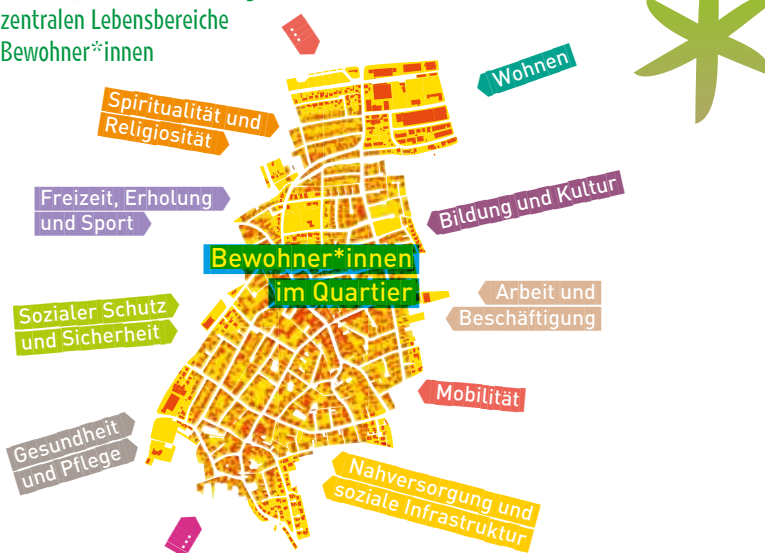 zentralen Lebensbereiche
Bewohner*innen
...
Wohnen
Spiritualität und
Religiosität
Freizeit, Erholung
und Sport
Bildung und Kultur
Bewohner*innen
im Quartier
Arbeit und
Beschäftigung
Sozialer Schutz
und Sicherheit
Mobilität
Gesundheit
und Pflege
Nahversorgung und
soziale Infrastruktur
...